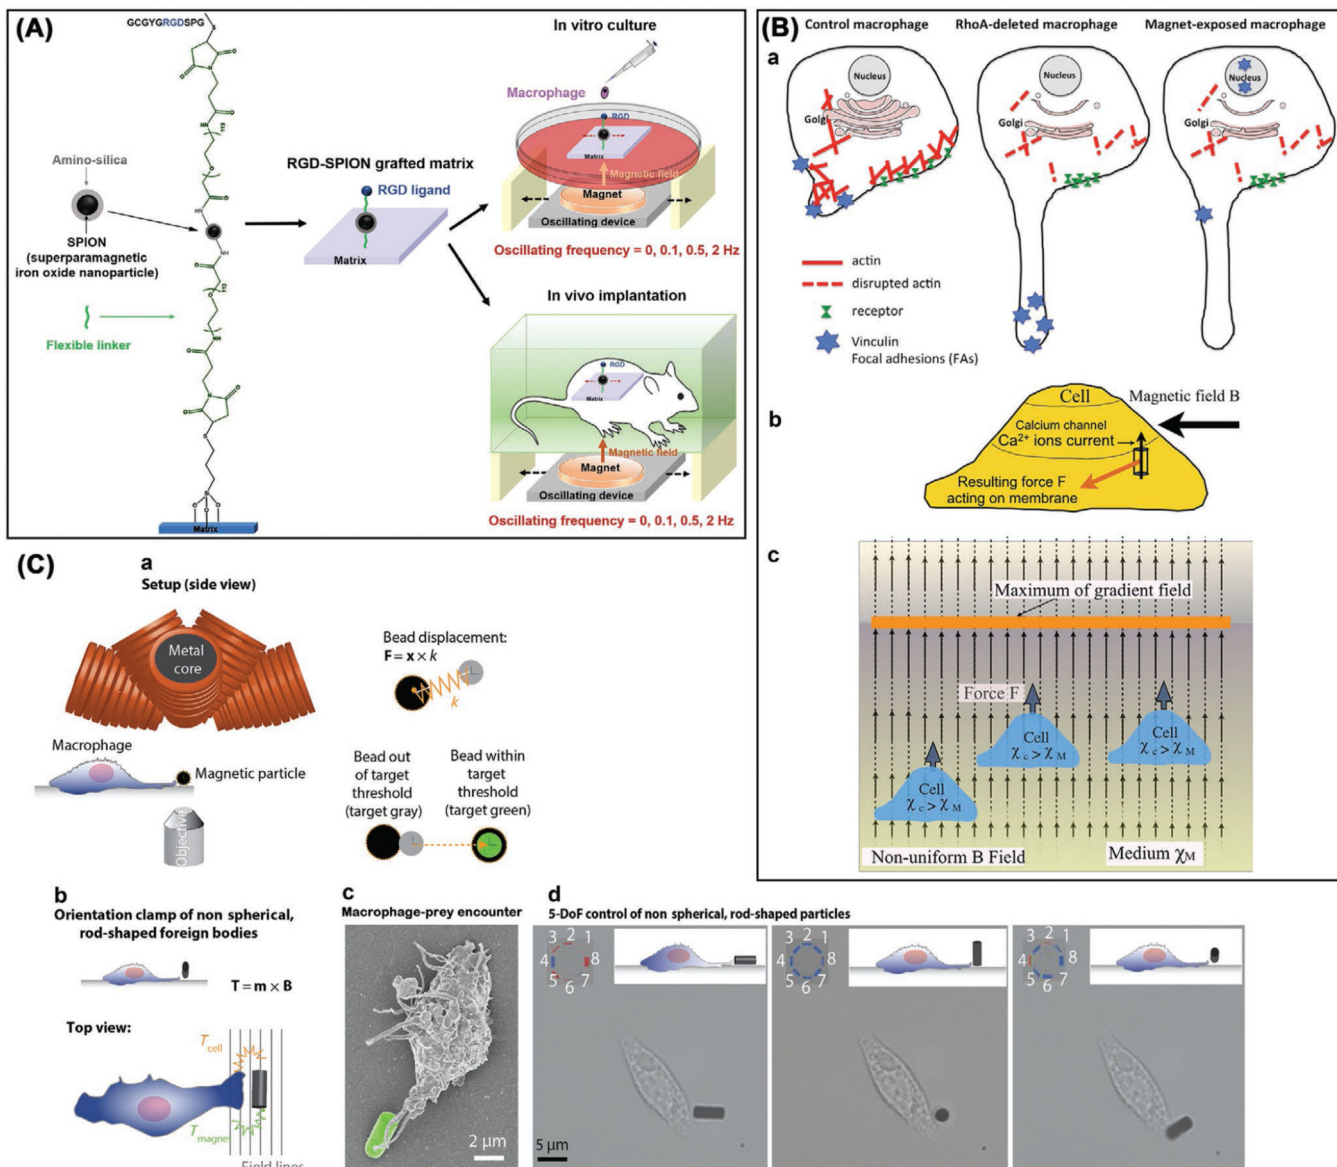 (A)
GCGYGRGDSPG
S
O
N
O
O
HN
113
O
O
HN
Amino-silica
SPION
(superparamagnetic
iron oxide nanoparticle)
NH
O
O
NH
O
Flexible linker
O
N
O
S
Si
O
O
O
Matrix
RGD-SPION grafted matrix
RGD ligand
Matrix
In vitro culture
Macrophage
RGD
Matrix
Magnetic field
Magnet
Oscillating device
Oscillating frequency = 0, 0.1, 0.5, 2 Hz
In vivo implantation
RGD
Matrix
Magnetic field
Magnet
Oscillating device
Oscillating frequency = 0, 0.1, 0.5, 2 Hz
(B)
Control macrophage
RhoA-deleted macrophage
Magnet-exposed macrophage
a
Nucleus
Nucleus
Nucleus
Golgi
Golgi
Golgi
actin
disrupted actin
receptor
Vinculin
Focal adhesions (FAs)
b
Cell
Magnetic field B
Calcium channel
Ca2+ ions current
Resulting force F
acting on membrane
c
Maximum of gradient field
Force F
Cell
χc > χM
Cell
χc > χM
Cell
χc > χM
Non-uniform B Field
Medium χM
(C)
a
Setup (side view)
Metal
core
Macrophage
Magnetic particle
Objective
Bead displacement:
F = x × k
k
Bead out
of target
threshold
(target gray)
Bead within
target
threshold
(target green)
b
Orientation clamp of non spherical,
rod-shaped foreign bodies
T = m × B
Top view:
Tcell
Tmagnet
Field lines
c
Macrophage-prey encounter
2 µm
d
5-DoF control of non spherical, rod-shaped particles
3 2 1
4 8
5 6 7
3 2 1
4 8
5 6 7
3 2 1
4 8
5 6 7
5 µm